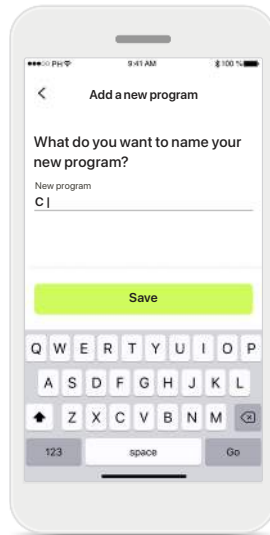 PH 9:41 AM 100 %
Add a new program
What do you want to name your
new program?
New program
C |
Save
Q W E R T Y U I O P
A S D F G H J K L
Z X C V B N M
123 space Go